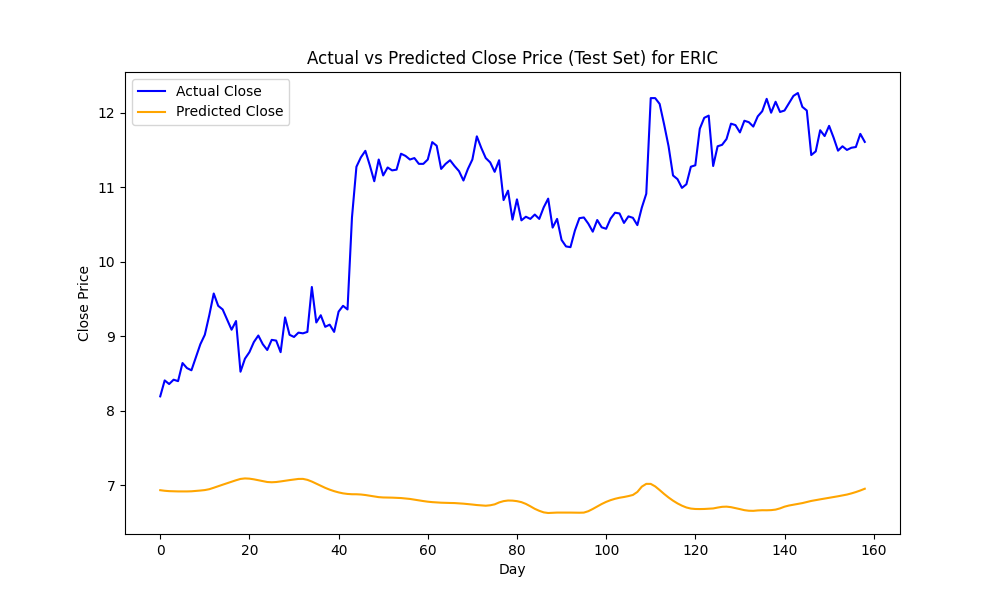 Actual vs Predicted Close Price (Test Set) for ERIC
Actual Close
Predicted Close
Close Price
12
11
10
9
8
7
0 20 40 60 80 100 120 140 160
Day